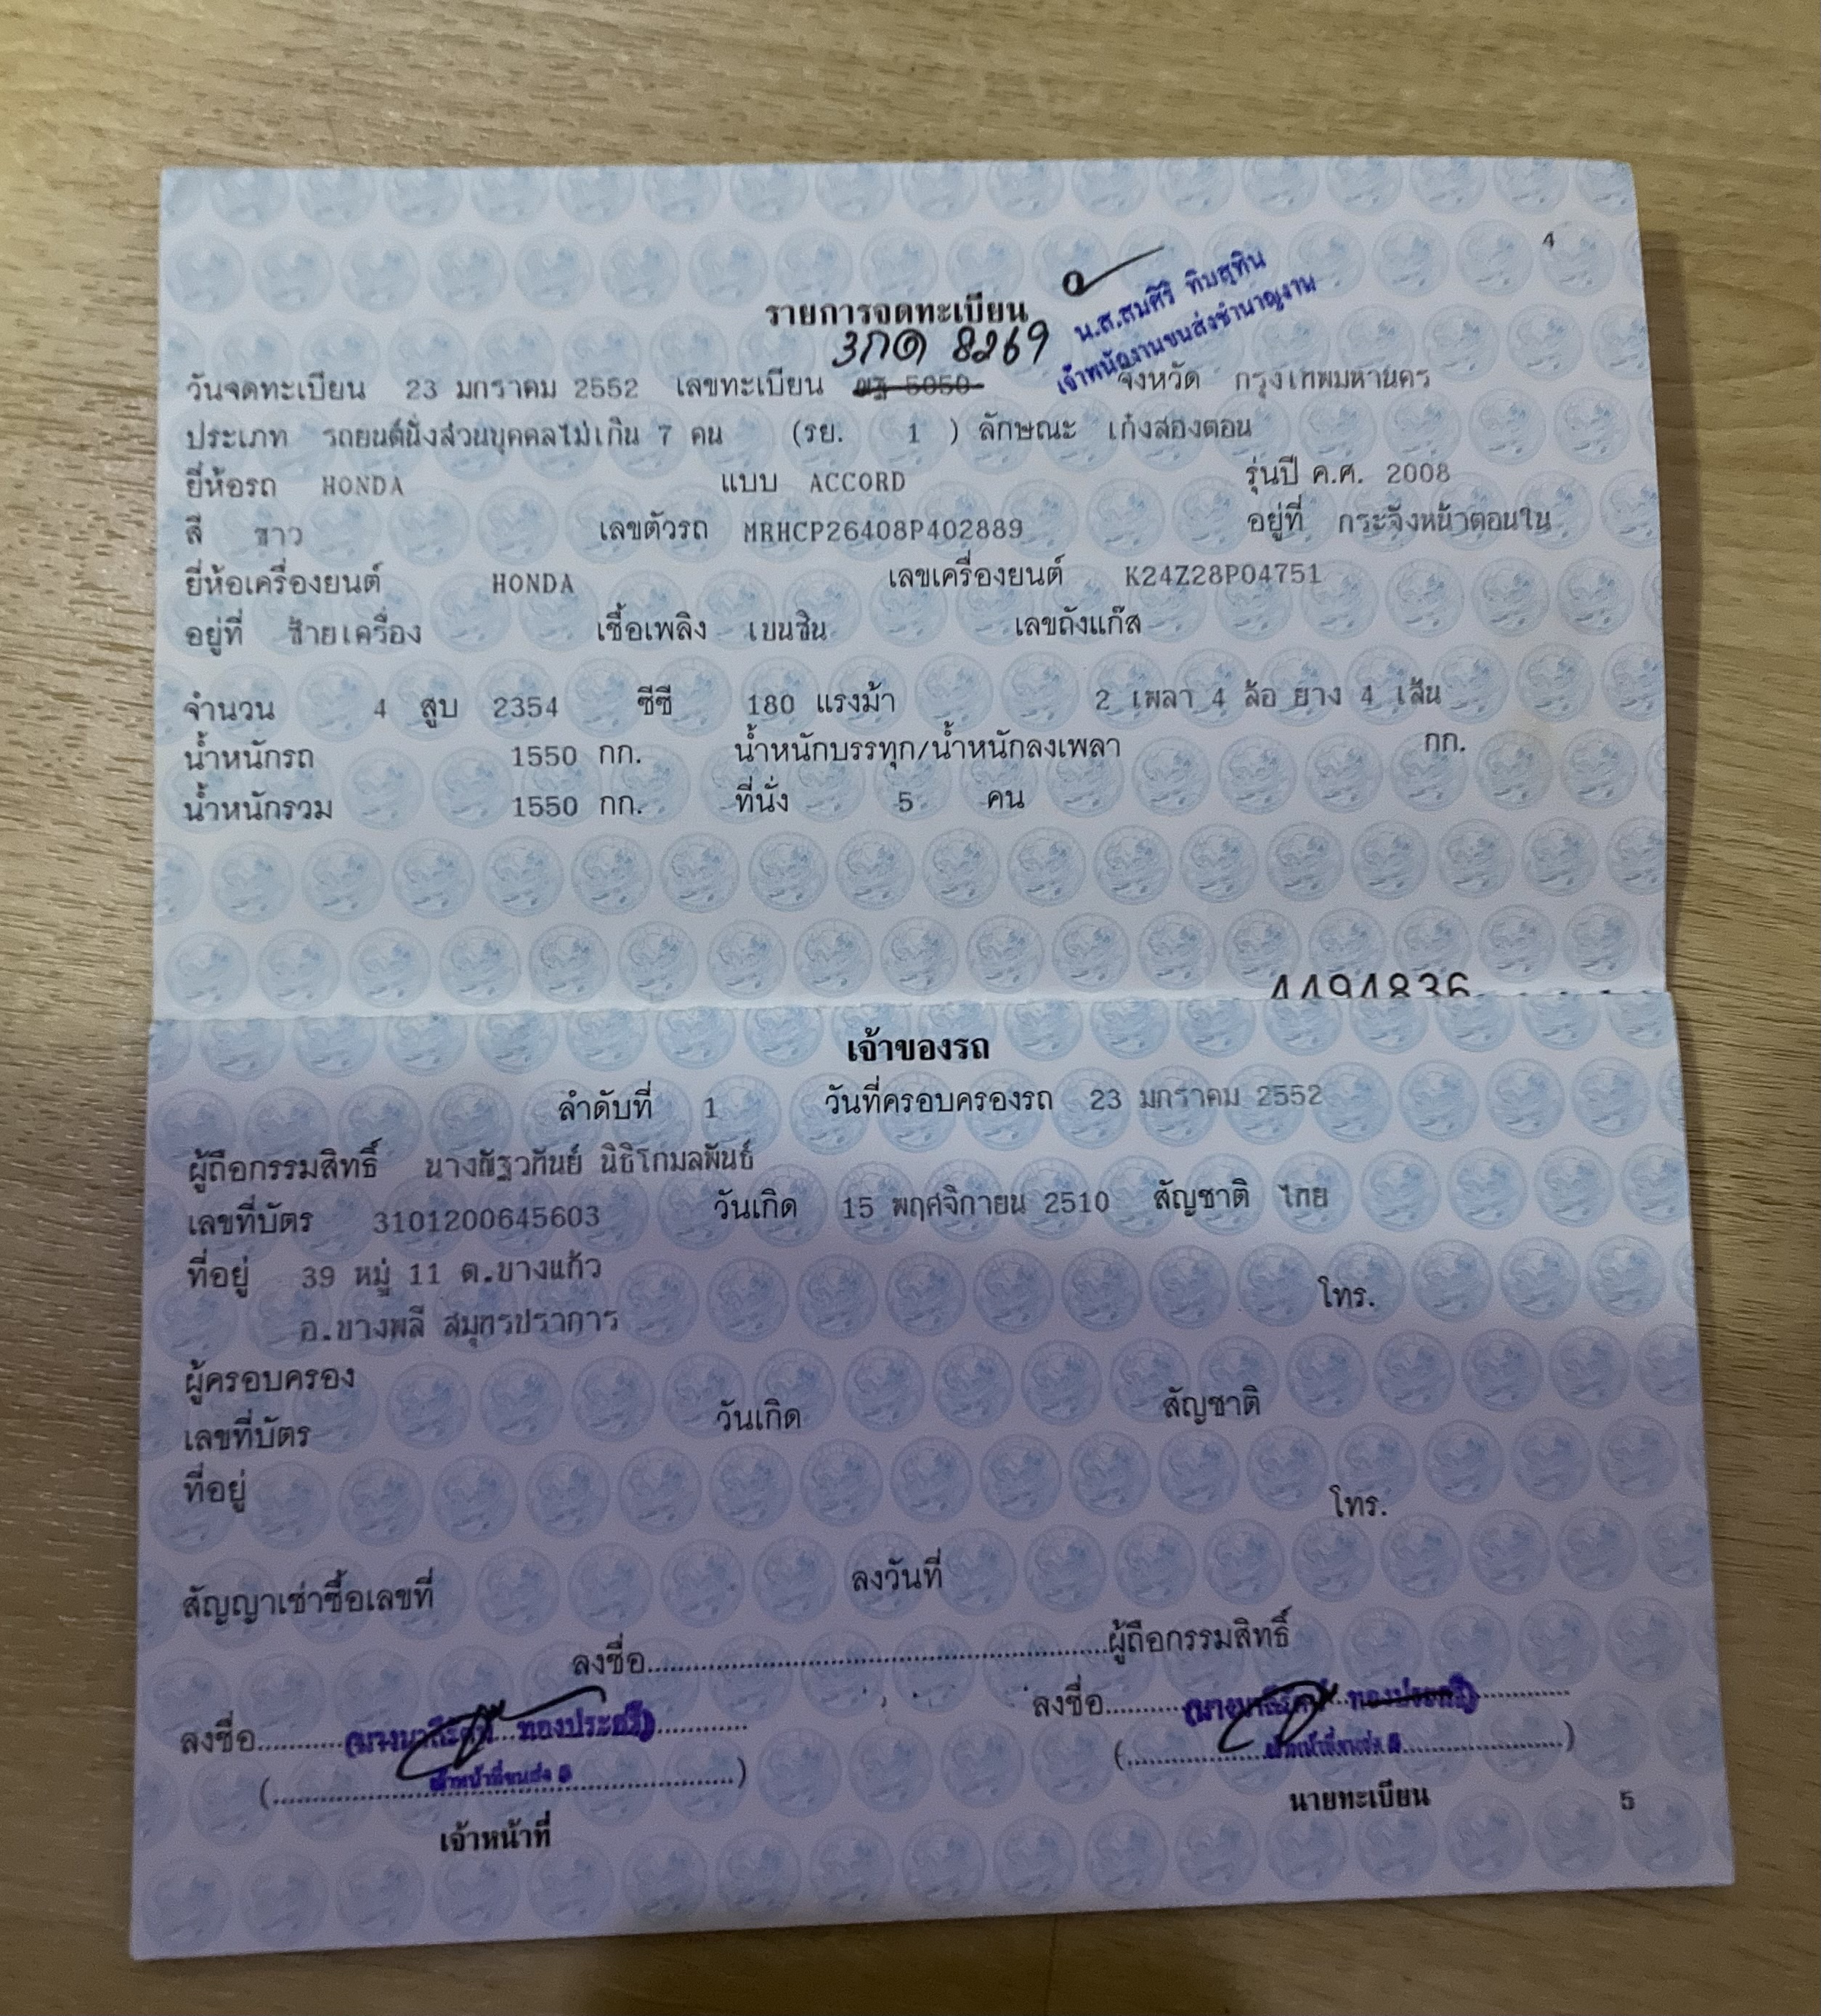 4
รายการจดทะเบียน
3กด 8269
น.ส.สมศิริ ทิมสุทิน
เจ้าพนักงานขนส่งชำนาญงาน
วันจดทะเบียน 23 มกราคม 2552 เลขทะเบียน 5050 จังหวัด กรุงเทพมหานคร
ประเภท รถยนต์นั่งส่วนบุคคลไม่เกิน 7 คน (รย. 1 ) ลักษณะ เก๋งสองตอน
ยี่ห้อรถ HONDA แบบ ACCORD รุ่นปี ค.ศ. 2008
สี ขาว เลขตัวรถ MRHCP26408P402889 อยู่ที่ กระจังหน้าตอนใน
ยี่ห้อเครื่องยนต์ HONDA เลขเครื่องยนต์ K24Z28P04751
อยู่ที่ ซ้ายเครื่อง เชื้อเพลิง เบนซิน เลขถังแก๊ส
จำนวน 4 สูบ 2354 ซีซี 180 แรงม้า 2 เพลา 4 ล้อ ยาง 4 เส้น
น้ำหนักรถ 1550 กก. น้ำหนักบรรทุก/น้ำหนักลงเพลา กก.
น้ำหนักรวม 1550 กก. ที่นั่ง 5 คน
4494836
เจ้าของรถ
ลำดับที่ 1 วันที่ครอบครองรถ 23 มกราคม 2552
ผู้ถือกรรมสิทธิ์ นางณัฐวทันย์ นิธิโกมลพันธ์
เลขที่บัตร 3101200645603 วันเกิด 15 พฤศจิกายน 2510 สัญชาติ ไทย
ที่อยู่ 39 หมู่ 11 ต.บางแก้ว
โทร.
อ.บางพลี สมุทรปราการ
ผู้ครอบครอง
เลขที่บัตร วันเกิด สัญชาติ
ที่อยู่
โทร.
สัญญาเช่าซื้อเลขที่ ลงวันที่
ลงชื่อ........................................ผู้ถือกรรมสิทธิ์
ลงชื่อ ทองประศรี) ลงชื่อ
เจ้าหน้าที่ขนส่ง
เจ้าหน้าที่ นายทะเบียน
5